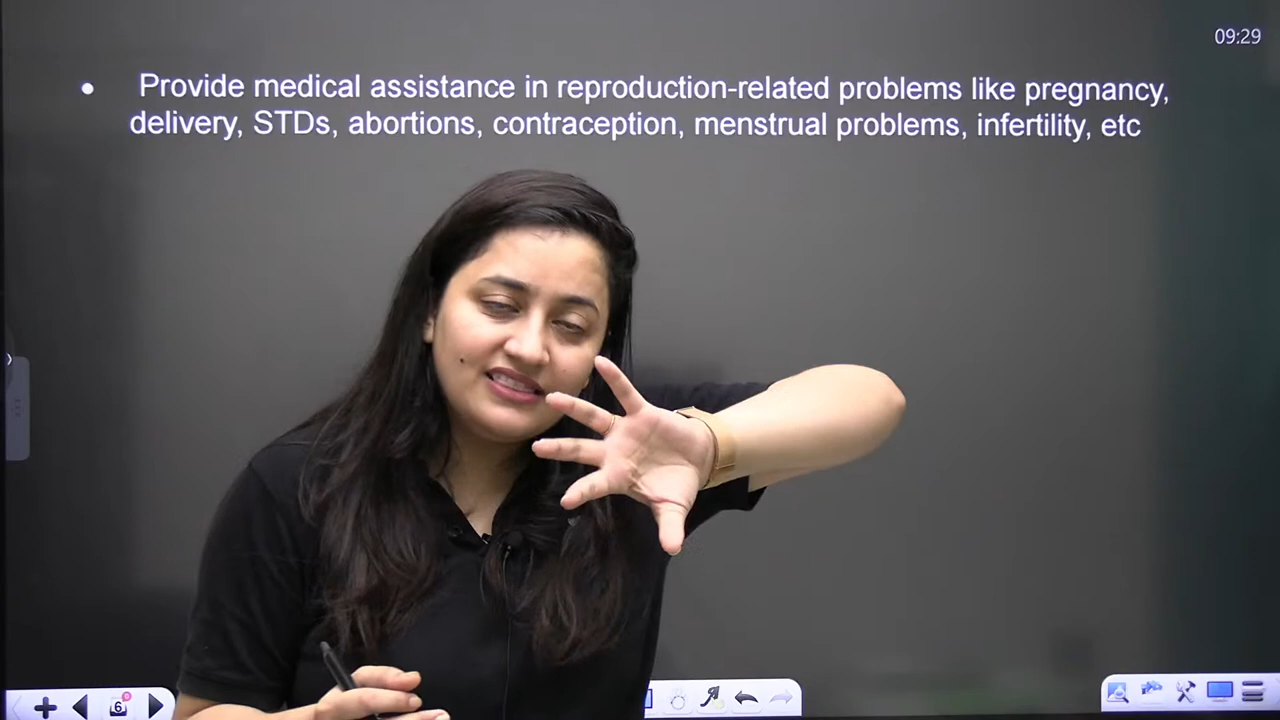 09:29
• Provide medical assistance in reproduction-related problems like pregnancy,
delivery, STDs, abortions, contraception, menstrual problems, infertility, etc
6